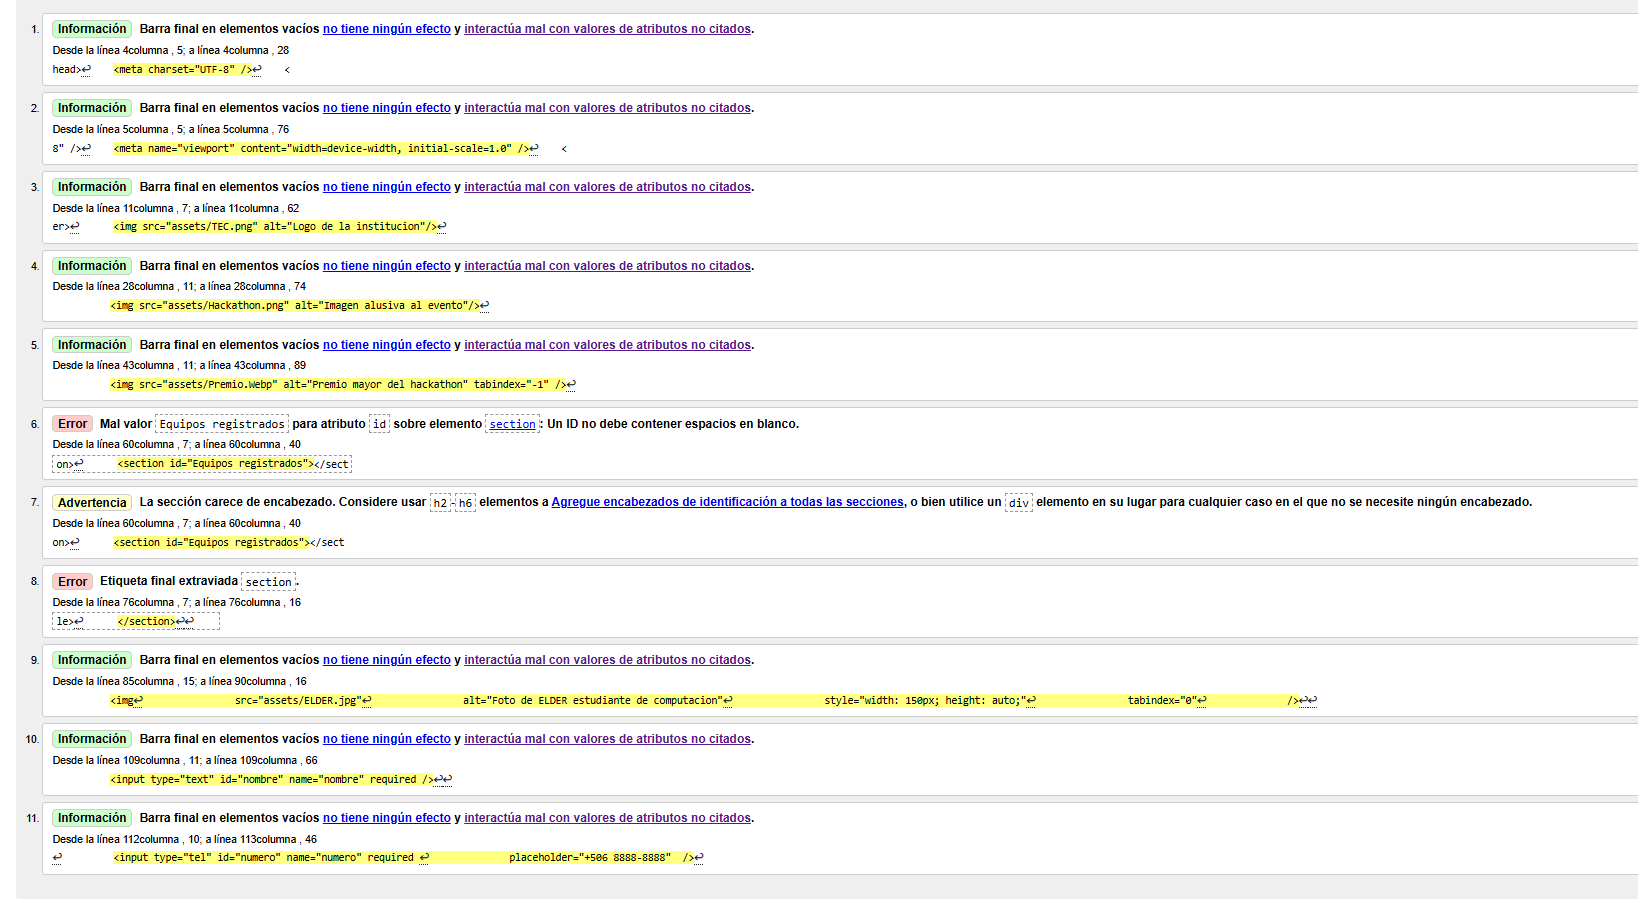 1. Información Barra final en elementos vacíos no tiene ningún efecto y interactúa mal con valores de atributos no citados.
Desde la línea 4columna , 5; a línea 4columna , 28
head>↩ <meta charset="UTF-8" />↩ <
2. Información Barra final en elementos vacíos no tiene ningún efecto y interactúa mal con valores de atributos no citados.
Desde la línea 5columna , 5; a línea 5columna , 76
8" />↩ <meta name="viewport" content="width=device-width, initial-scale=1.0" />↩ <
3. Información Barra final en elementos vacíos no tiene ningún efecto y interactúa mal con valores de atributos no citados.
Desde la línea 11columna , 7; a línea 11columna , 62
er>↩ <img src="assets/TEC.png" alt="Logo de la institucion"/>↩
4. Información Barra final en elementos vacíos no tiene ningún efecto y interactúa mal con valores de atributos no citados.
Desde la línea 28columna , 11; a línea 28columna , 74
<img src="assets/Hackathon.png" alt="Imagen alusiva al evento"/>↩
5. Información Barra final en elementos vacíos no tiene ningún efecto y interactúa mal con valores de atributos no citados.
Desde la línea 43columna , 11; a línea 43columna , 89
<img src="assets/Premio.Webp" alt="Premio mayor del hackathon" tabindex="-1" />↩
6. Error Mal valor Equipos registrados para atributo id sobre elemento section: Un ID no debe contener espacios en blanco.
Desde la línea 60columna , 7; a línea 60columna , 40
on>↩ <section id="Equipos registrados"></sect
7. Advertencia La sección carece de encabezado. Considere usar h2-h6 elementos a Agregue encabezados de identificación a todas las secciones, o bien utilice un div elemento en su lugar para cualquier caso en el que no se necesite ningún encabezado.
Desde la línea 60columna , 7; a línea 60columna , 40
on>↩ <section id="Equipos registrados"></sect
8. Error Etiqueta final extraviada section.
Desde la línea 76columna , 7; a línea 76columna , 16
le>↩ </section>↩↩
9. Información Barra final en elementos vacíos no tiene ningún efecto y interactúa mal con valores de atributos no citados.
Desde la línea 85columna , 15; a línea 90columna , 16
<img↩ src="assets/ELDER.jpg"↩ alt="Foto de ELDER estudiante de computacion"↩ style="width: 150px; height: auto;"↩ tabindex="0"↩ />↩↩
10. Información Barra final en elementos vacíos no tiene ningún efecto y interactúa mal con valores de atributos no citados.
Desde la línea 109columna , 11; a línea 109columna , 66
<input type="text" id="nombre" name="nombre" required />↩↩
11. Información Barra final en elementos vacíos no tiene ningún efecto y interactúa mal con valores de atributos no citados.
Desde la línea 112columna , 10; a línea 113columna , 46
↩ <input type="tel" id="numero" name="numero" required ↩ placeholder="+506 8888-8888" />↩